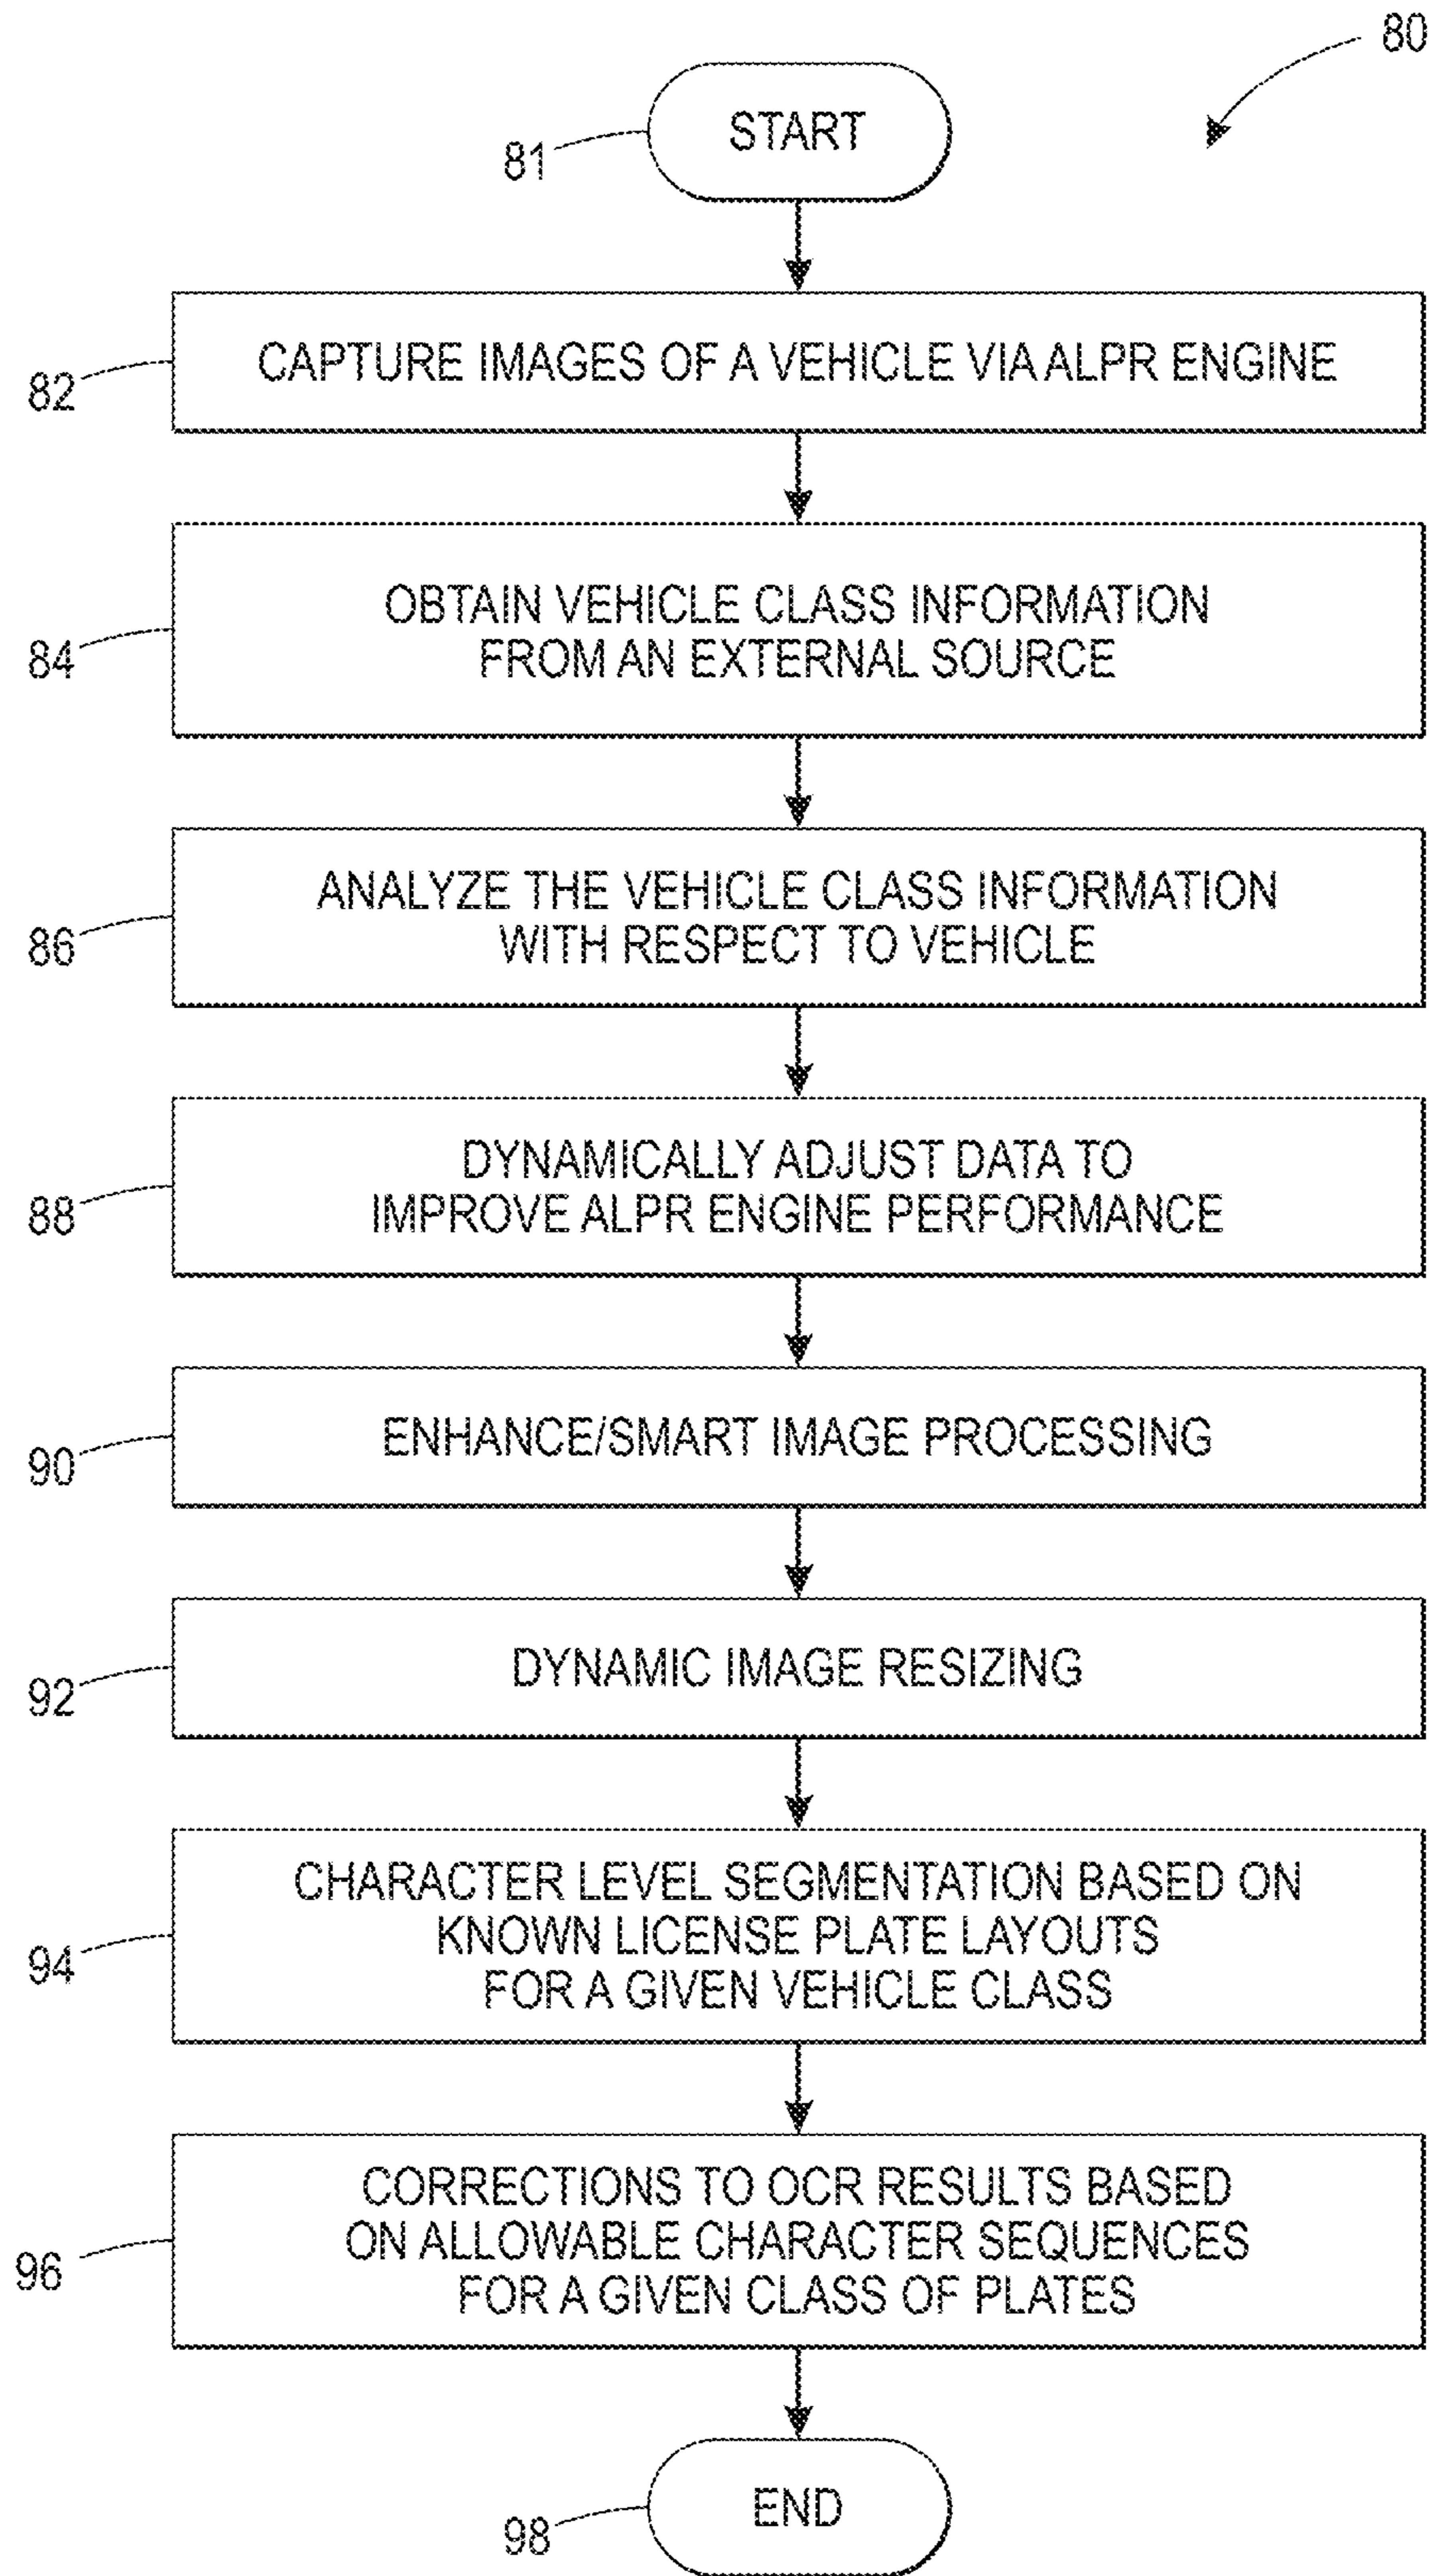 80
START
81
CAPTURE IMAGES OF A VEHICLE VIA ALPR ENGINE
82
OBTAIN VEHICLE CLASS INFORMATION
FROM AN EXTERNAL SOURCE
84
ANALYZE THE VEHICLE CLASS INFORMATION
WITH RESPECT TO VEHICLE
86
DYNAMICALLY ADJUST DATA TO
IMPROVE ALPR ENGINE PERFORMANCE
88
ENHANCE/SMART IMAGE PROCESSING
90
DYNAMIC IMAGE RESIZING
92
CHARACTER LEVEL SEGMENTATION BASED ON
KNOWN LICENSE PLATE LAYOUTS
FOR A GIVEN VEHICLE CLASS
94
CORRECTIONS TO OCR RESULTS BASED
ON ALLOWABLE CHARACTER SEQUENCES
FOR A GIVEN CLASS OF PLATES
96
END
98